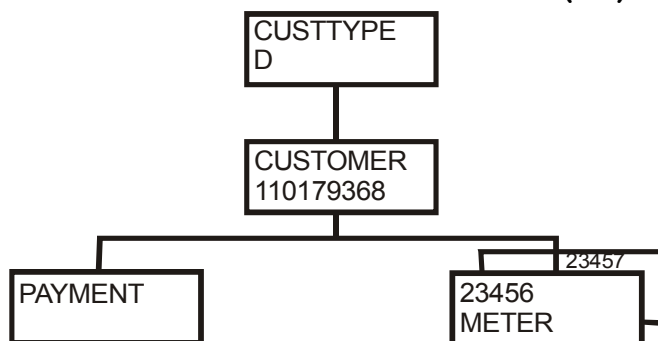 CUSTTYPE
D
CUSTOMER
110179368
PAYMENT
23457
23456
METER